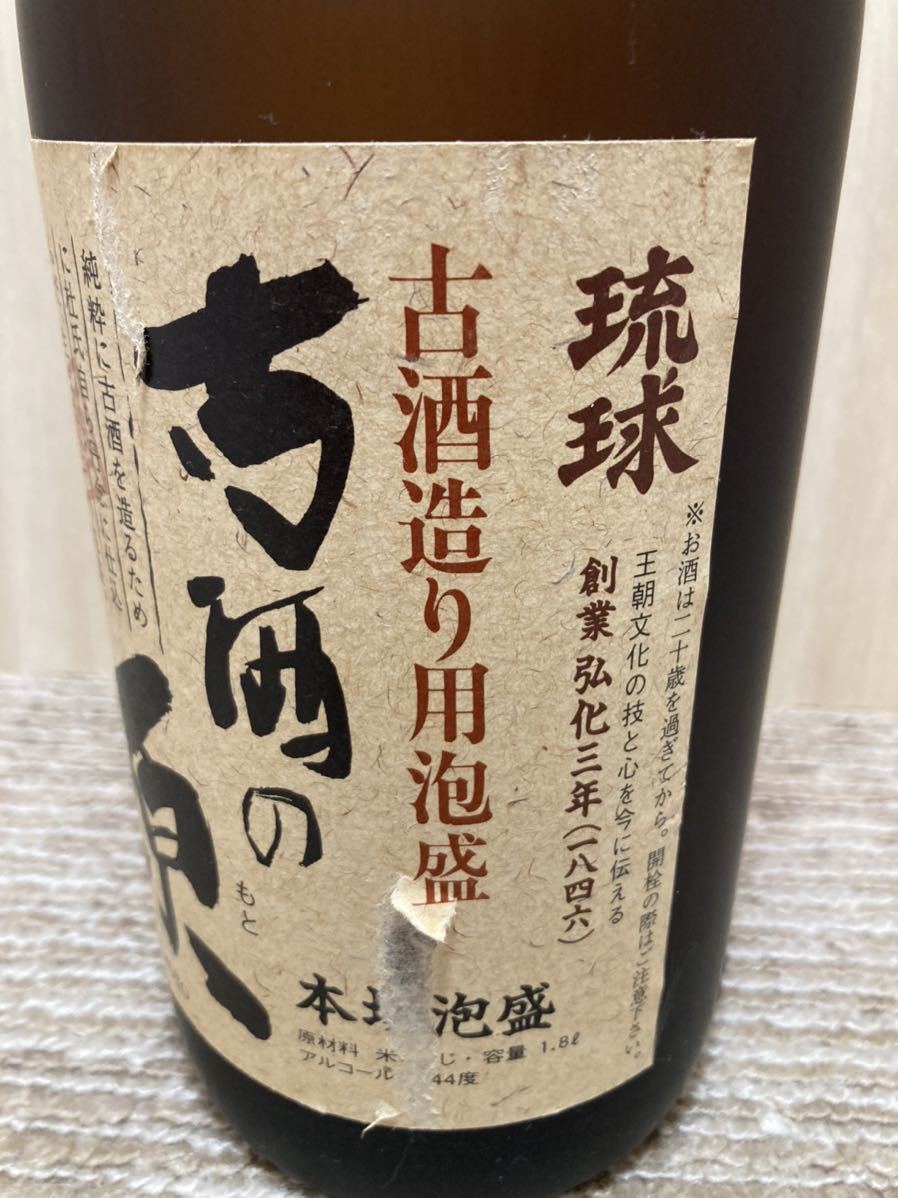 ※お酒は二十歳を過ぎてから。開栓の際はご注意下さい。
琉球
王朝文化の技と心を今に伝える
創業 弘化三年(一八四六)
古酒造り用泡盛
古酒の
もと
純粋に古酒を造るため
に杜氏
本 泡盛
原材料 米 じ・容量 1.8ℓ
アルコール 44度